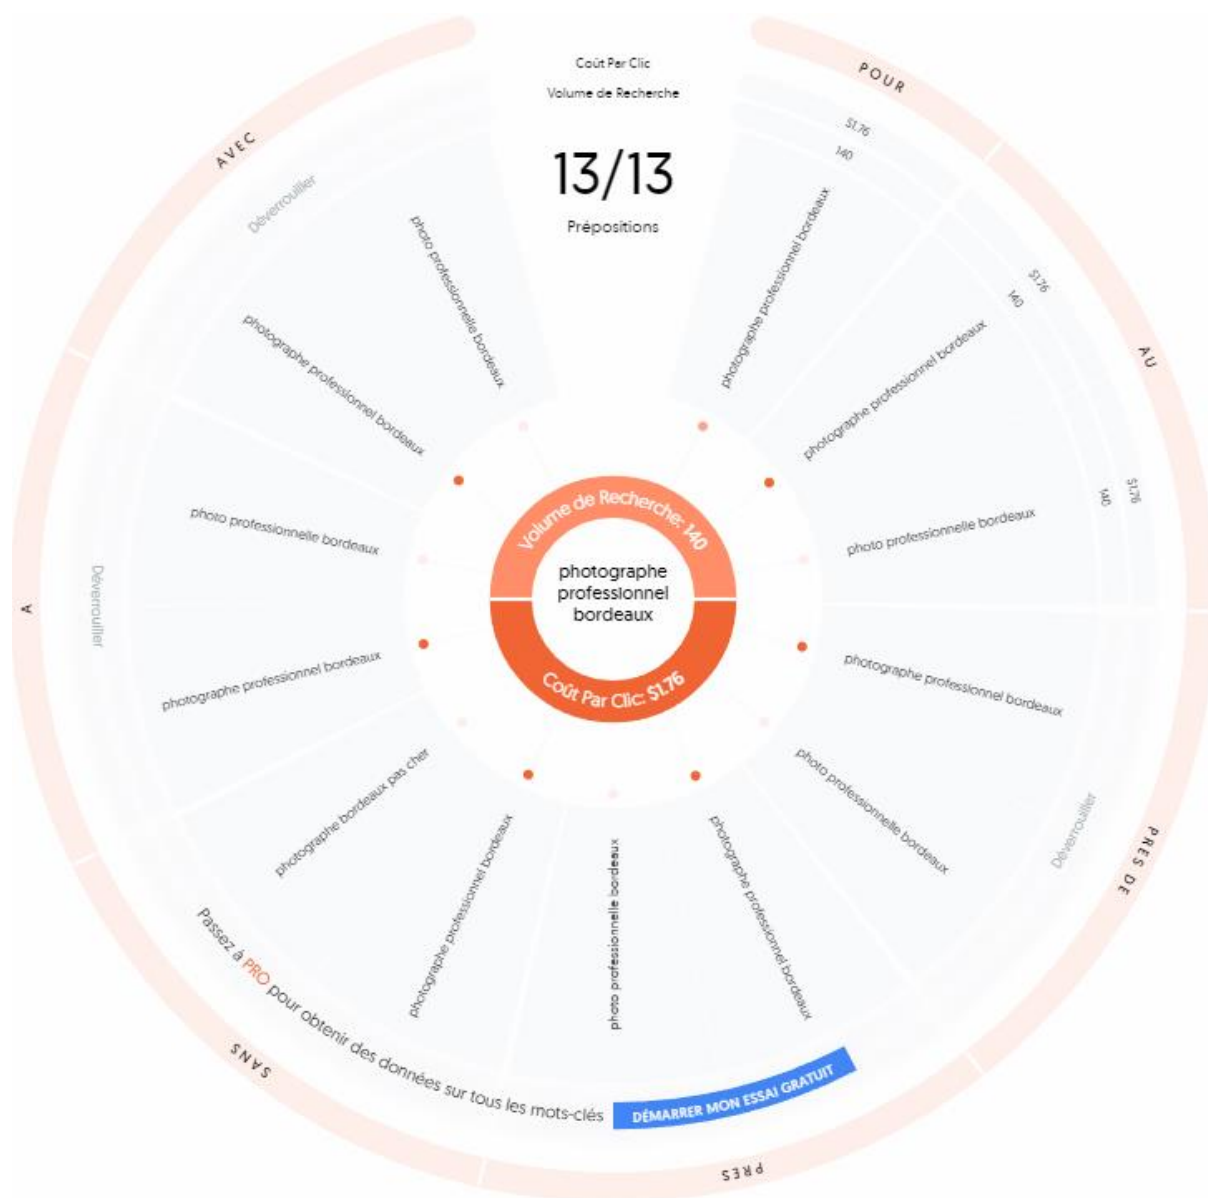 Coût Par Clic
Volume de Recherche
13/13
Prépositions
POUR
$1.76
140
photographe professionnel bordeaux
AU
$1.76
140
photographe professionnel bordeaux
$1.76
140
photo professionnelle bordeaux
PRES DE
photographe professionnel bordeaux
photo professionnelle bordeaux
Déverrouiller
PRES
photographe professionnel bordeaux
photo professionnelle bordeaux
SANS
photographe professionnel bordeaux
photographe bordeaux pas cher
A
photographe professionnel bordeaux
photo professionnelle bordeaux
Déverrouiller
AVEC
photographe professionnel bordeaux
photo professionnelle bordeaux
Déverrouiller
Volume de Recherche: 140
photographe
professionnel
bordeaux
Coût Par Clic: $1.76
Passez à PRO pour obtenir des données sur tous les mots-clés
DÉMARRER MON ESSAI GRATUIT